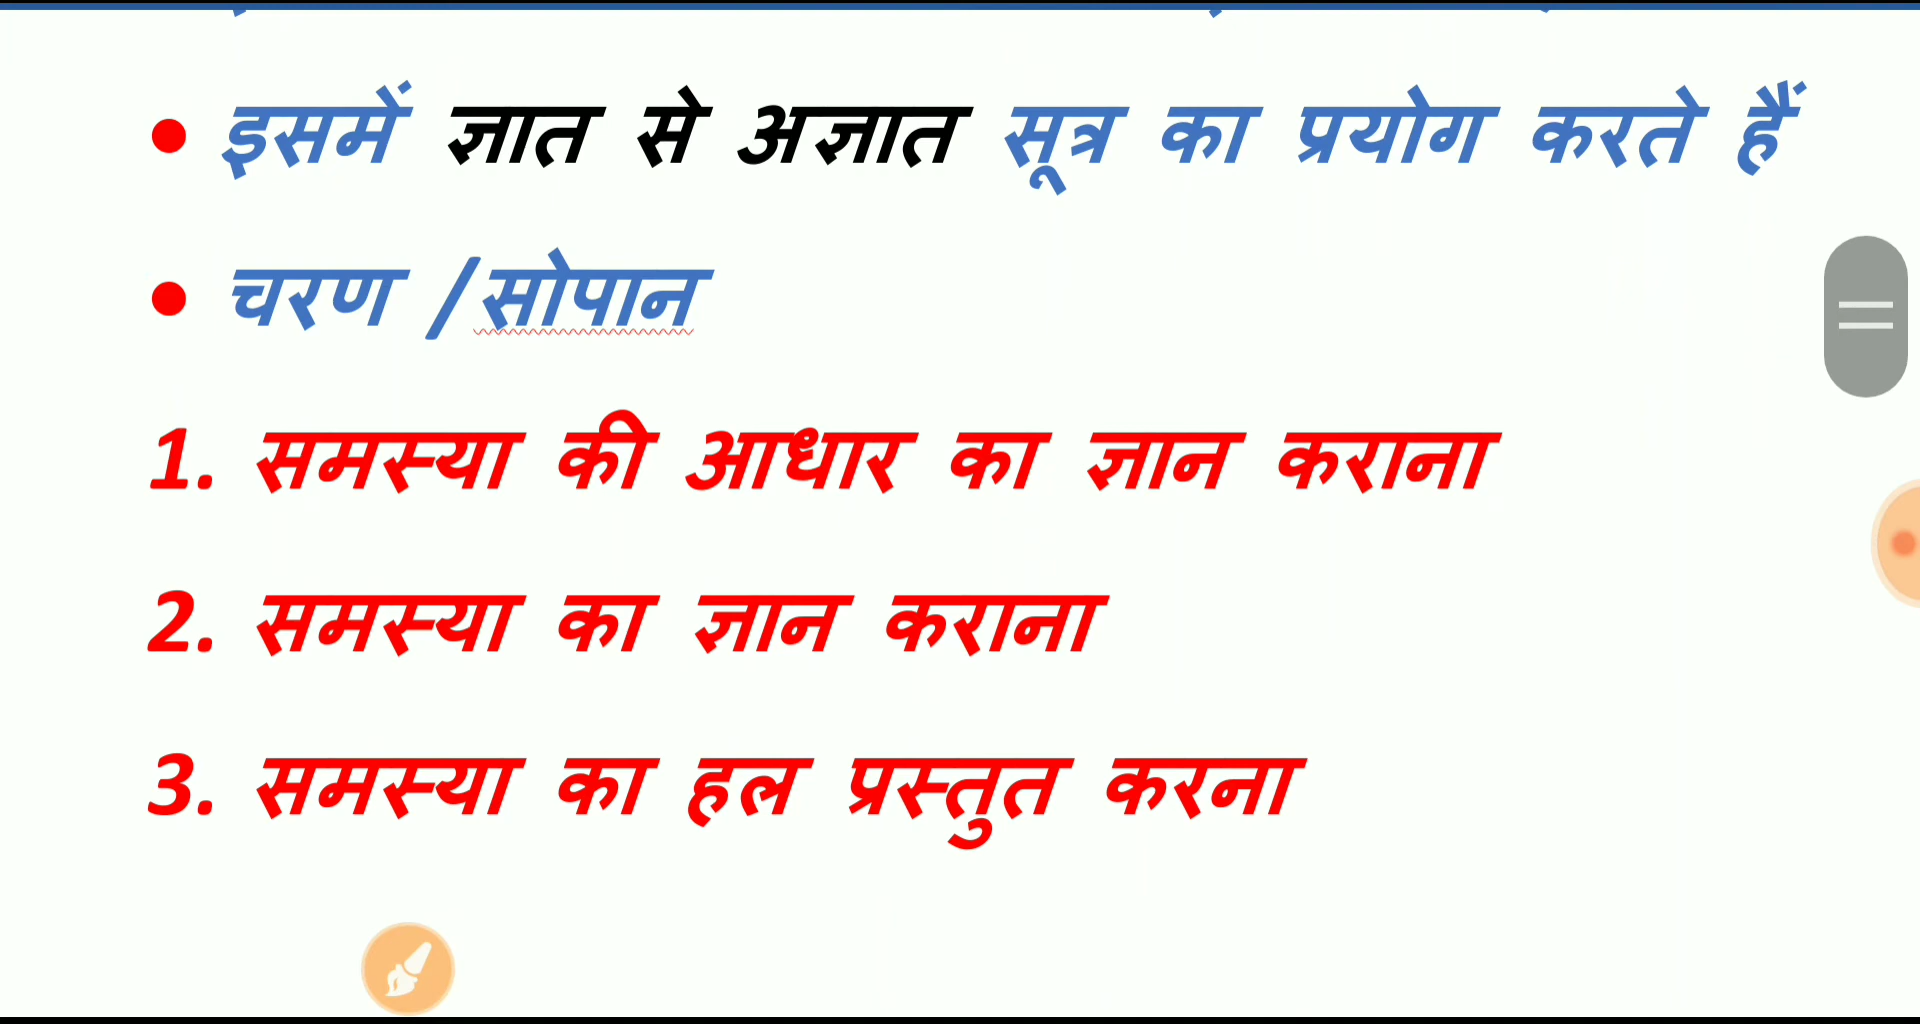 • इसमें ज्ञात से अज्ञात सूत्र का प्रयोग करते हैं
• चरण /सोपान
1. समस्या की आधार का ज्ञान कराना
2. समस्या का ज्ञान कराना
3. समस्या का हल प्रस्तुत करना